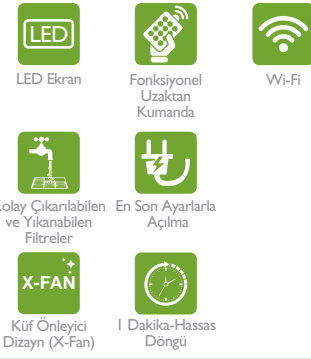 LED
LED Ekran
Fonksiyonel
Uzaktan
Kumanda
Wi-Fi
Kolay Çıkarılabilen
ve Yıkanabilen
Filtreler
En Son Ayarlarla
Açılma
X-FAN
Küf Önleyici
Dizayn (X-Fan)
1 Dakika-Hassas
Döngü